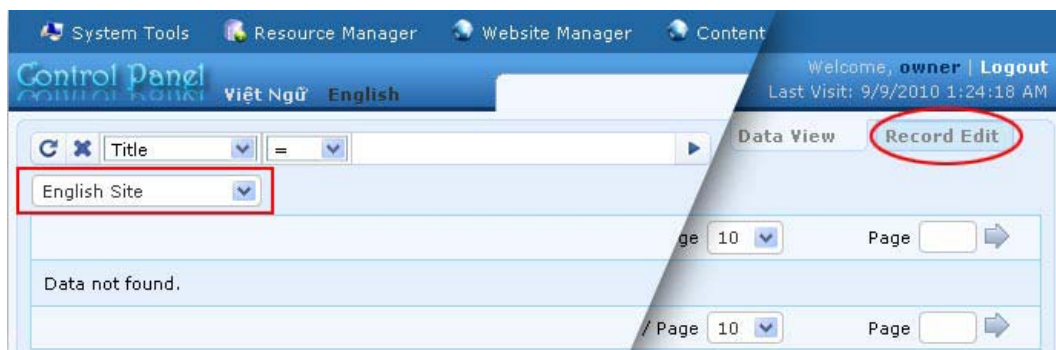 System Tools Resource Manager Website Manager Content
Control Panel Việt Ngữ English
Welcome, owner | Logout
Last Visit: 9/9/2010 1:24:18 AM
Title = Data View Record Edit
English Site
ge 10 Page
Data not found.
/ Page 10 Page